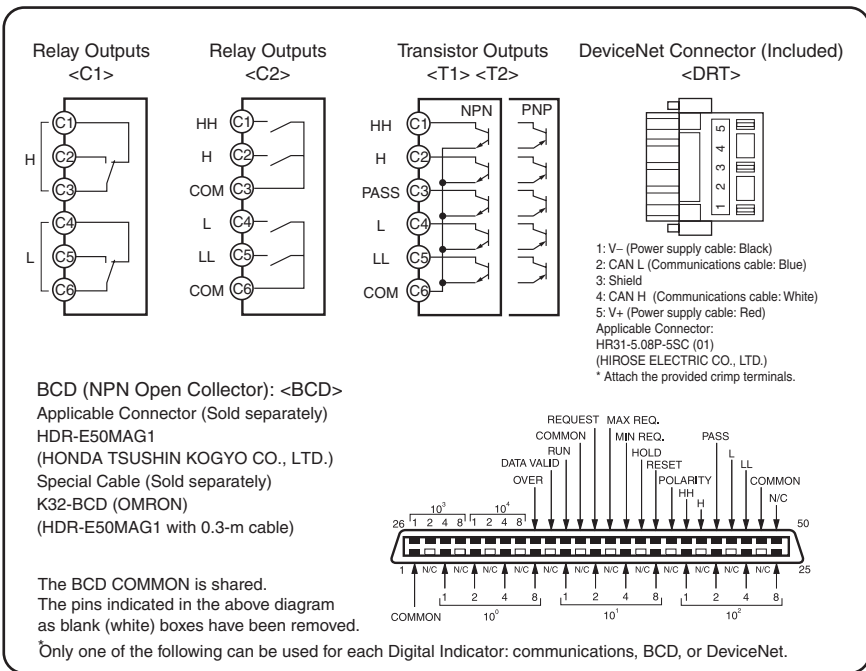 Relay Outputs
<C1>
C1
C2
C3
C4
C5
C6
H
L
Relay Outputs
<C2>
HH
H
COM
L
LL
COM
C1
C2
C3
C4
C5
C6
Transistor Outputs
<T1> <T2>
NPN
PNP
HH
H
PASS
L
LL
COM
C1
C2
C3
C4
C5
C6
DeviceNet Connector (Included)
<DRT>
1 2 3 4 5
1: V– (Power supply cable: Black)
2: CAN L (Communications cable: Blue)
3: Shield
4: CAN H (Communications cable: White)
5: V+ (Power supply cable: Red)
Applicable Connector:
HR31-5.08P-5SC (01)
(HIROSE ELECTRIC CO., LTD.)
* Attach the provided crimp terminals.
BCD (NPN Open Collector): <BCD>
Applicable Connector (Sold separately)
HDR-E50MAG1
(HONDA TSUSHIN KOGYO CO., LTD.)
Special Cable (Sold separately)
K32-BCD (OMRON)
(HDR-E50MAG1 with 0.3-m cable)
The BCD COMMON is shared.
The pins indicated in the above diagram
as blank (white) boxes have been removed.
REQUEST MAX REQ.
COMMON MIN REQ. PASS
RUN HOLD L
DATA VALID RESET LL
OVER POLARITY COMMON
HH N/C
H
10³ 10⁴
26 1 2 4 8 1 2 4 8 50
1 N/C N/C N/C N/C N/C N/C N/C N/C N/C N/C N/C N/C 25
COMMON 1 2 4 8 1 2 4 8 1 2 4 8
10⁰ 10¹ 10²
*Only one of the following can be used for each Digital Indicator: communications, BCD, or DeviceNet.